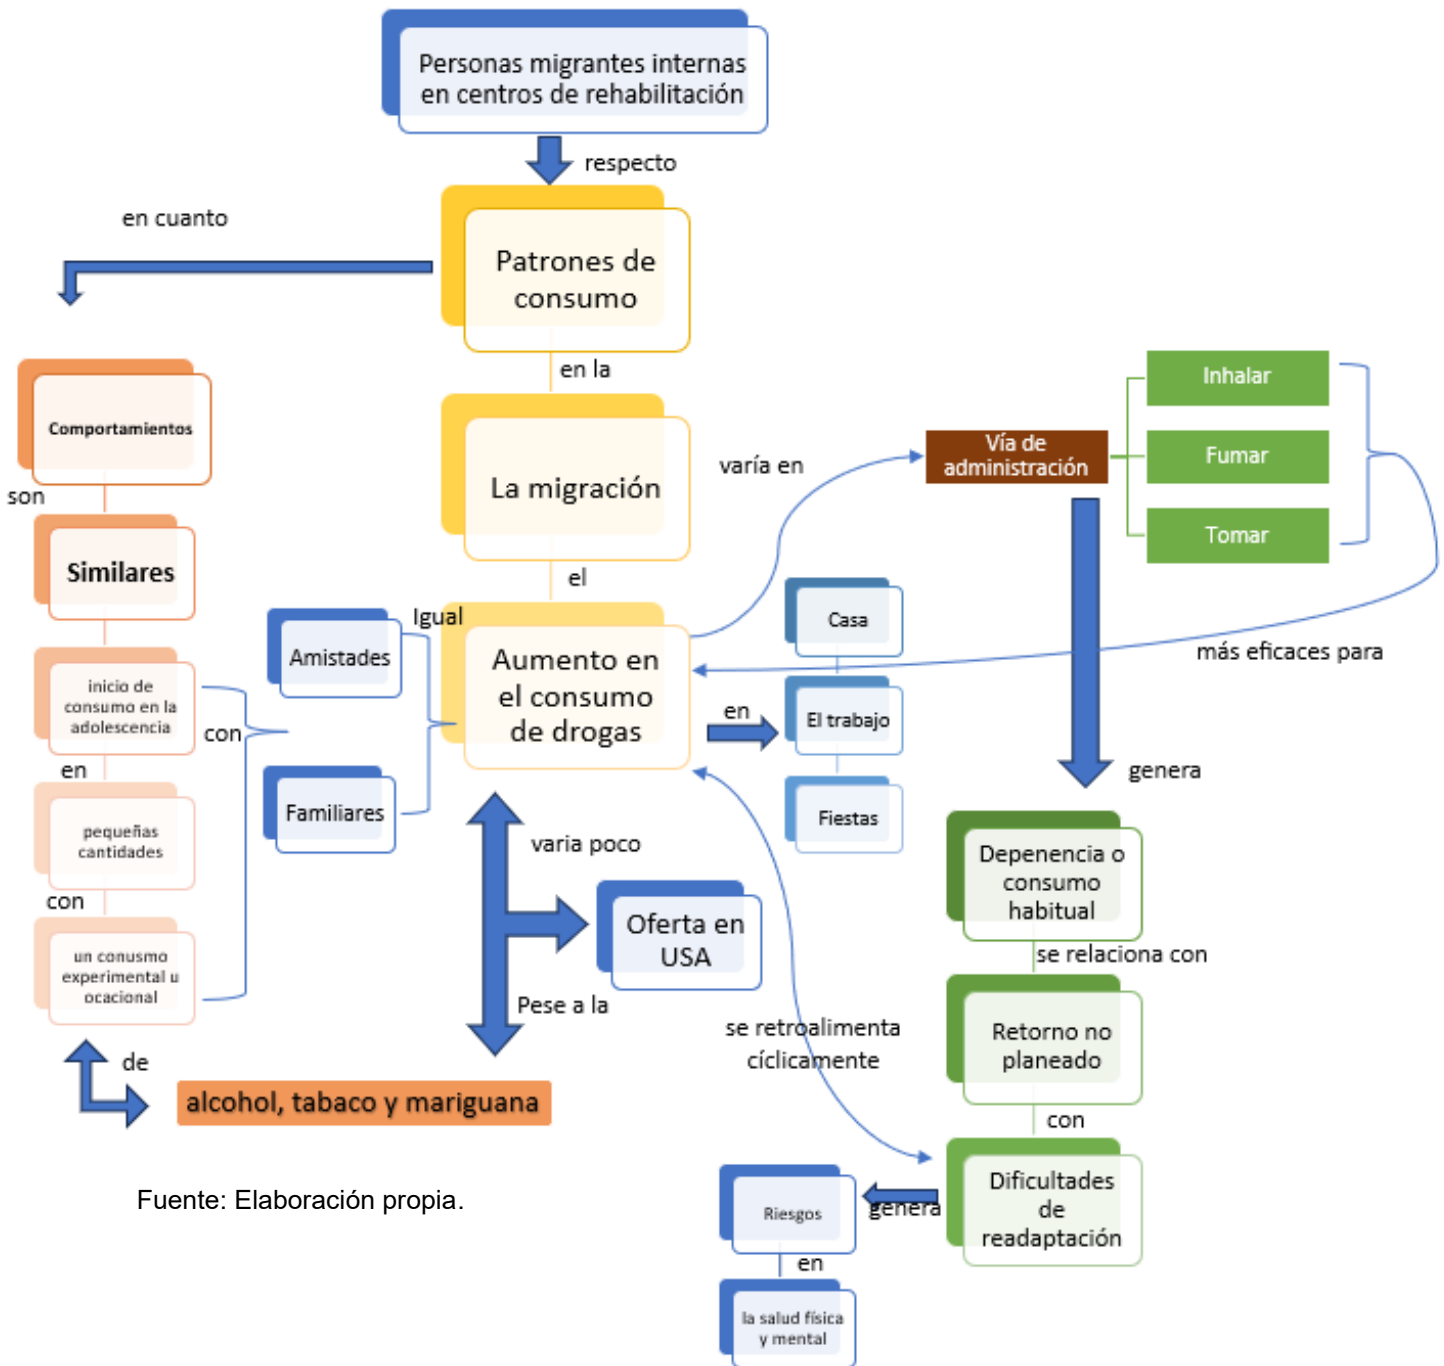 Personas migrantes internas
en centros de rehabilitación
respecto
en cuanto
Patrones de
consumo
en la
La migración
el
Comportamientos
son
Similares
inicio de
consumo en la
adolescencia
en
pequeñas
cantidades
con
un conusmo
experimental u
ocacional
de
alcohol, tabaco y mariguana
con
Amistades
Familiares
Igual
Aumento en
el consumo
de drogas
en
Casa
El trabajo
Fiestas
varía en
Vía de
administración
Inhalar
Fumar
Tomar
más eficaces para
genera
varia poco
Oferta en
USA
Pese a la
se retroalimenta
cíclicamente
Depenencia o
consumo
habitual
se relaciona con
Retorno no
planeado
con
Dificultades
de
readaptación
genera
Riesgos
en
la salud física
y mental
Fuente: Elaboración propia.